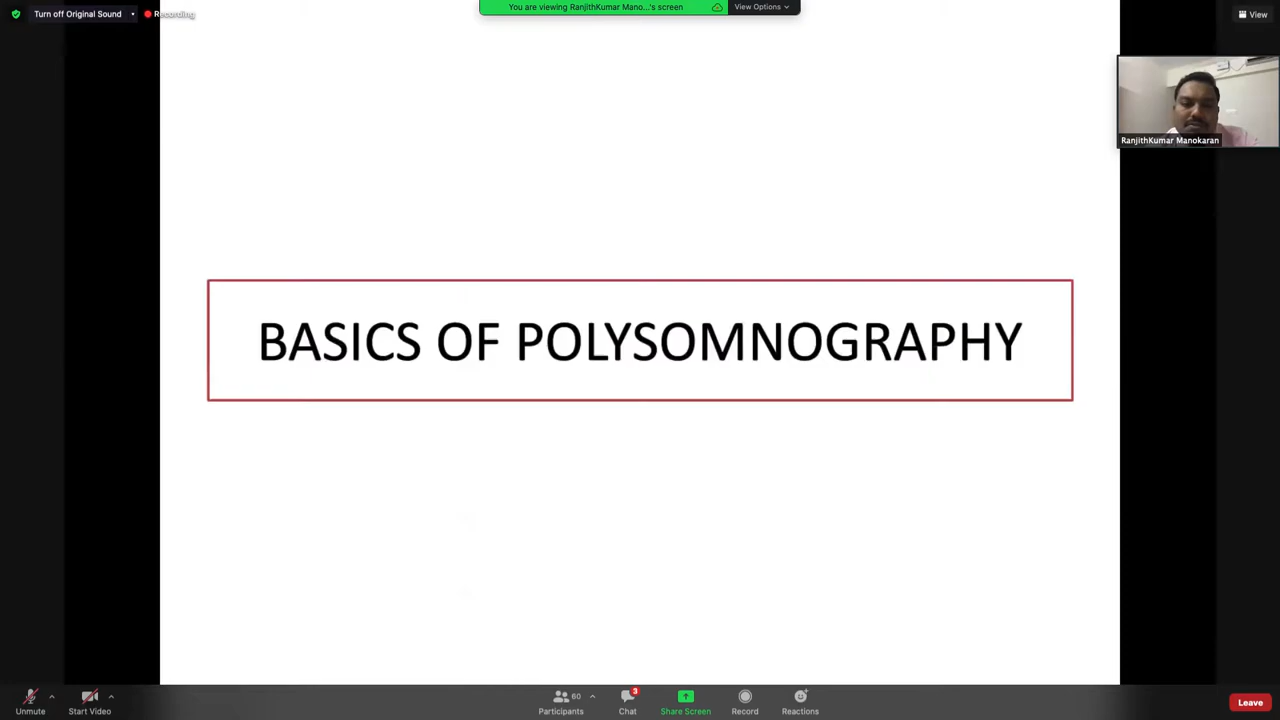 Turn off Original Sound
Recording
You are viewing RanjithKumar Mano...'s screen
View Options
View
RanjithKumar Manokaran
BASICS OF POLYSOMNOGRAPHY
Unmute
Start Video
60
Participants
3
Chat
Share Screen
Record
Reactions
Leave